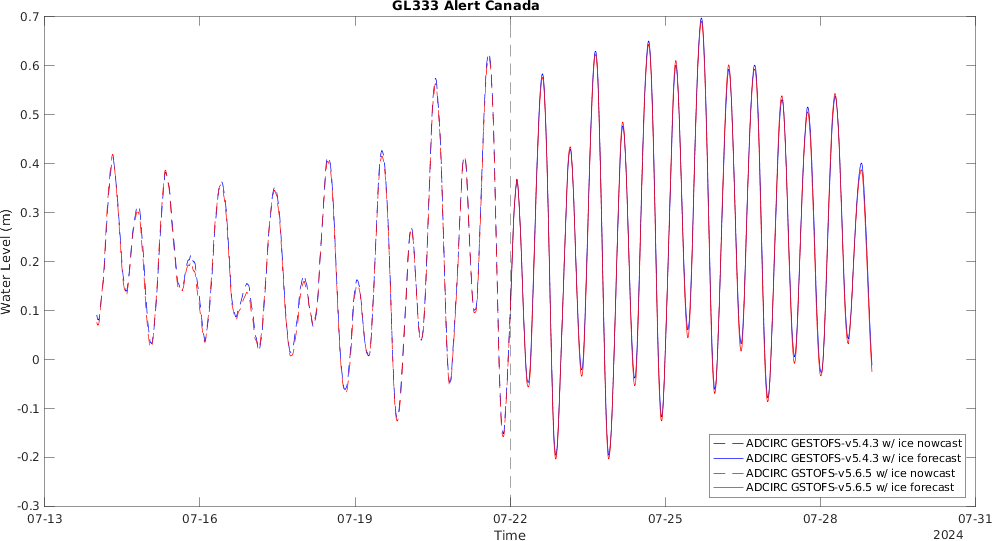 GL333 Alert Canada
Water Level (m)
0.7
0.6
0.5
0.4
0.3
0.2
0.1
0
-0.1
-0.2
-0.3
ADCIRC GESTOFS-v5.4.3 w/ ice nowcast
ADCIRC GESTOFS-v5.4.3 w/ ice forecast
ADCIRC GSTOFS-v5.6.5 w/ ice nowcast
ADCIRC GSTOFS-v5.6.5 w/ ice forecast
07-13 07-16 07-19 07-22 07-25 07-28 07-31
Time
2024